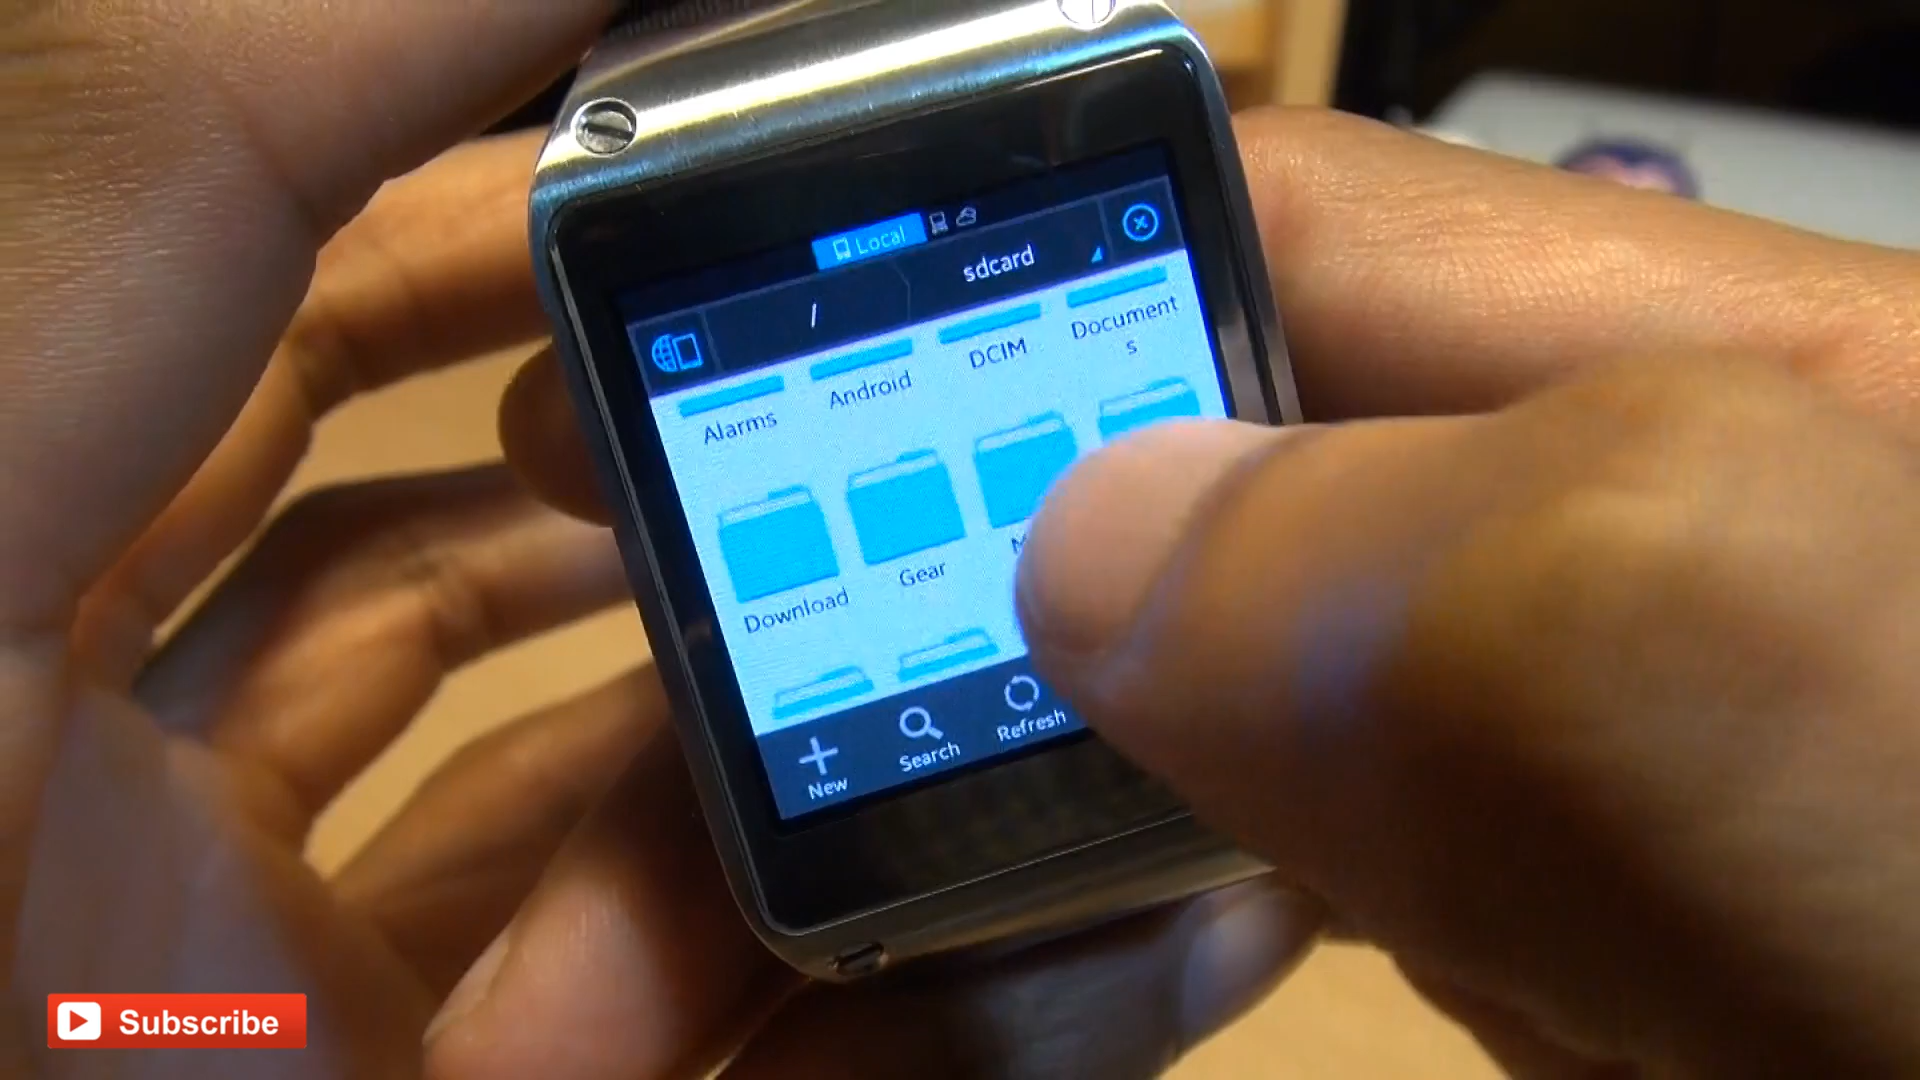 Local
/
sdcard
Alarms
Android
DCIM
Document
s
Download
Gear
New
Search
Refresh
Subscribe